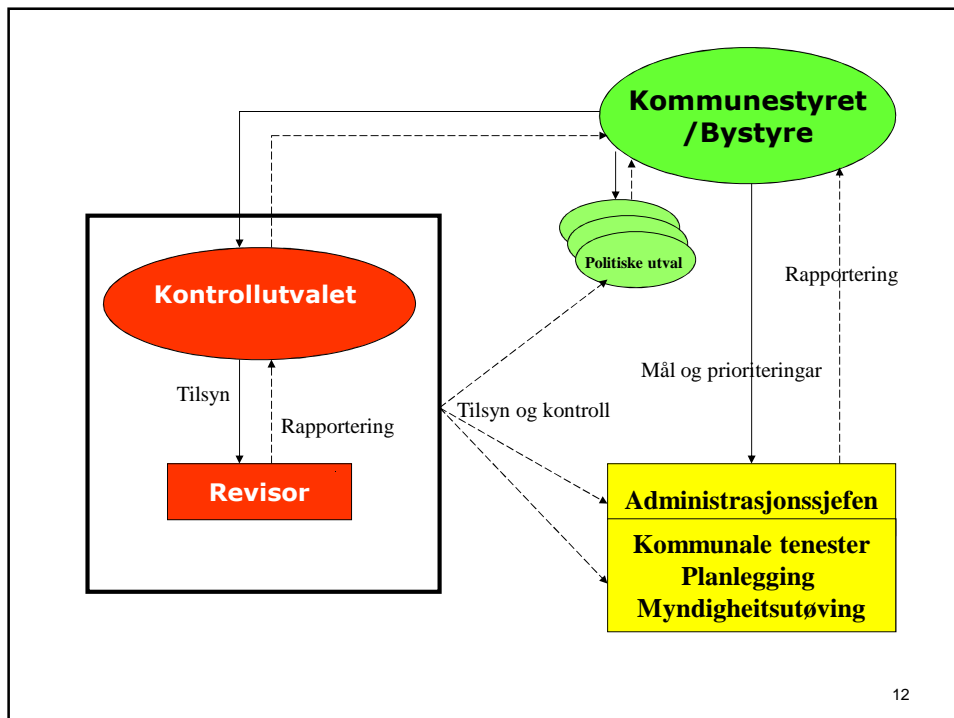 Kommunestyret
/Bystyre
Politiske utval
Rapportering
Kontrollutvalet
Mål og prioriteringar
Tilsyn
Tilsyn og kontroll
Rapportering
Revisor
Administrasjonssjefen
Kommunale tenester
Planlegging
Myndigheitsutøving
12